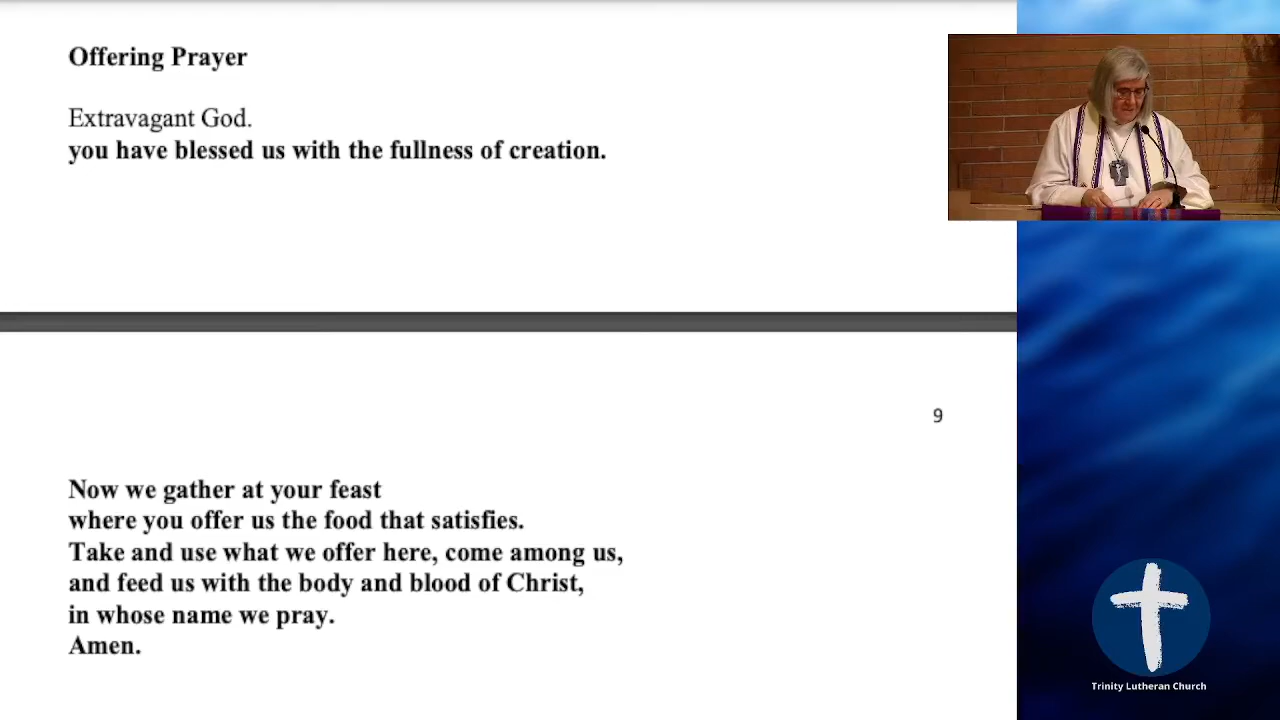 Offering Prayer
Extravagant God.
you have blessed us with the fullness of creation.
9
Now we gather at your feast
where you offer us the food that satisfies.
Take and use what we offer here, come among us,
and feed us with the body and blood of Christ,
in whose name we pray.
Amen.
Trinity Lutheran Church